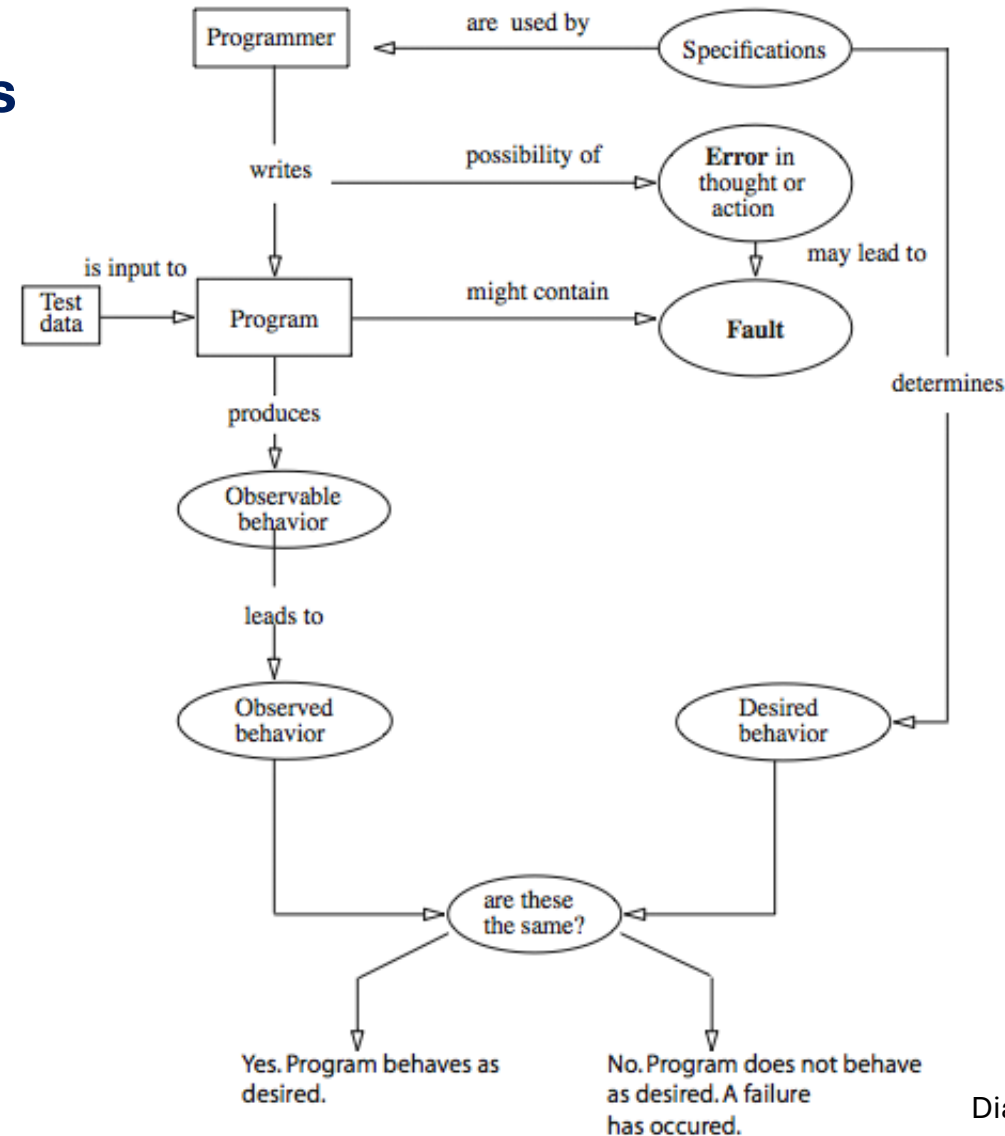 s
Programmer
are used by
Specifications
writes
possibility of
Error in
thought or
action
may lead to
is input to
Test
data
Program
might contain
Fault
determines
produces
Observable
behavior
leads to
Observed
behavior
Desired
behavior
are these
the same?
Yes. Program behaves as
desired.
No. Program does not behave
as desired. A failure
has occured.
Dia